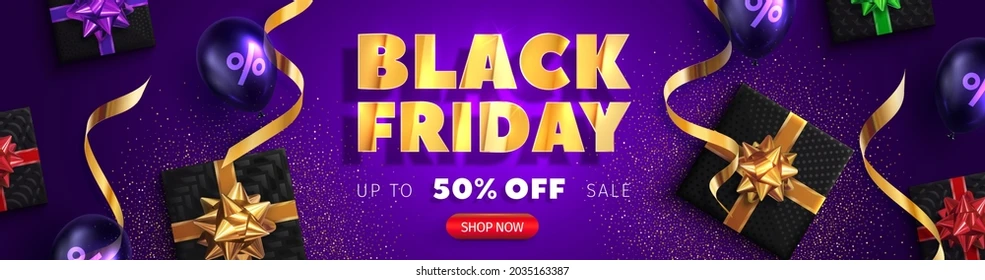 BLACK
FRIDAY
UP TO 50% OFF SALE
SHOP NOW
%
%
%
%
shutterstock.com · 2035163387